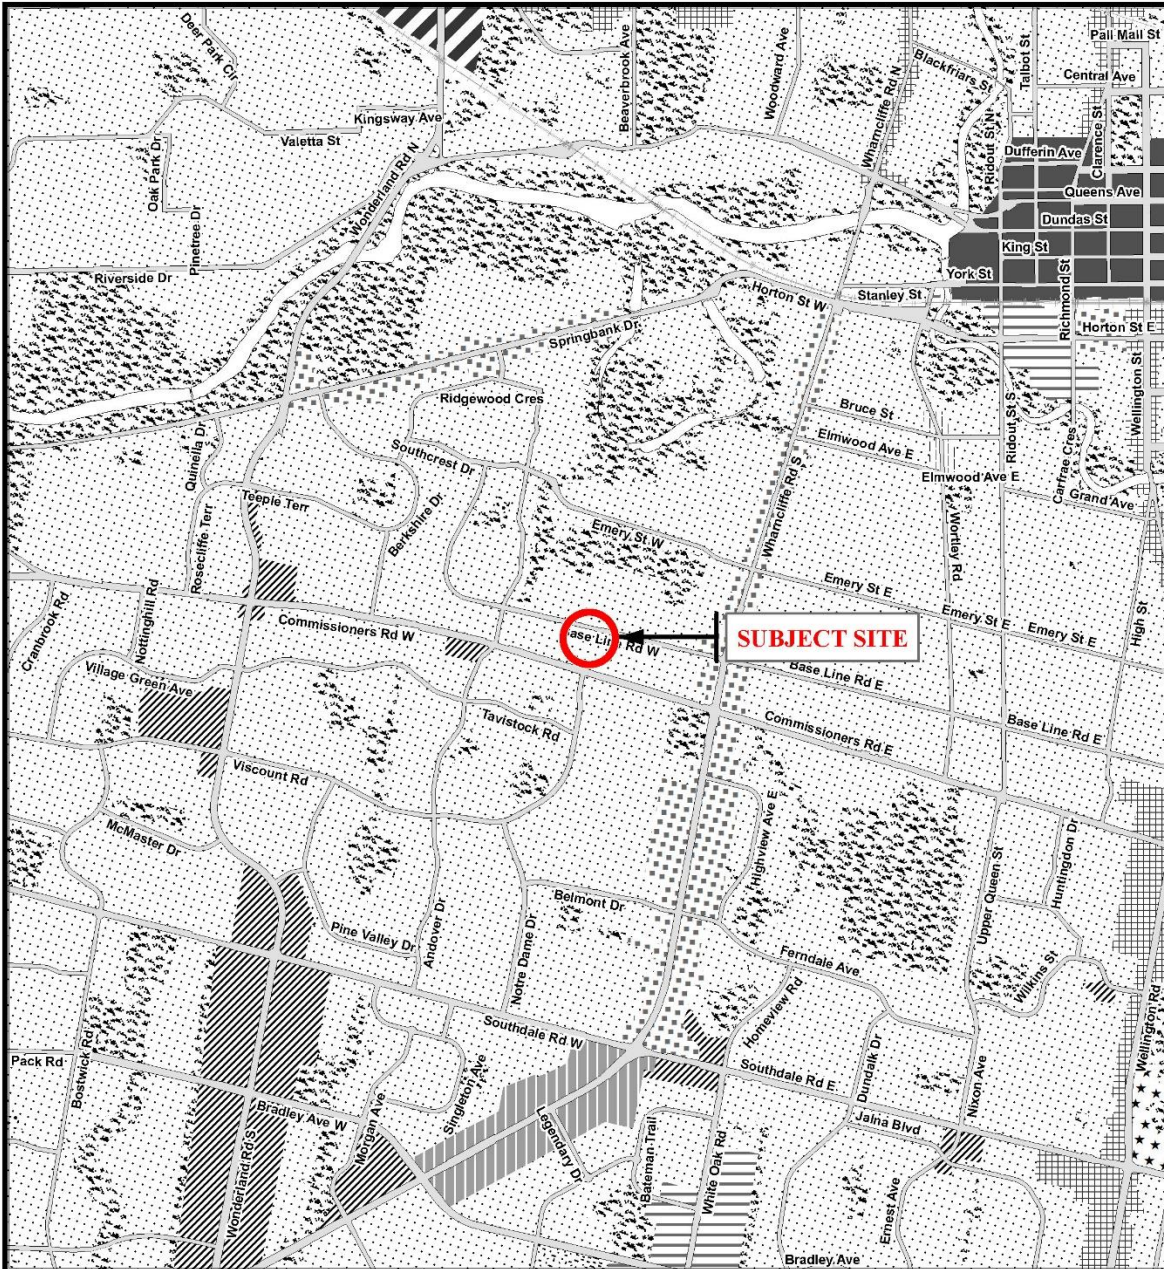 Deer Park Cir
Beaverbrook Ave
Woodward Ave
Wharncliffe Rd N
Blackfriars St
Talbot St
Pall Mall St
Central Ave
Kingsway Ave
Valetta St
Oak Park Dr
Wonderland Rd N
Ridout St N
Clarence St
Dufferin Ave
Queens Ave
Dundas St
King St
Pinetree Dr
Riverside Dr
York St
Horton St W
Stanley St
Richmond St
Horton St E
Springbank Dr
Wellington St
Ridgewood Cres
Bruce St
Ridout St S
Elmwood Ave E
Quinella Dr
Southcrest Dr
Carfrae Cres
Elmwood Ave E
Grand Ave
Teeple Terr
Berkshire Dr
Wharncliffe Rd S
Emery St W
Wortley Rd
Rosecliffe Terr
Emery St E
Emery St E
Emery St E
Cranbrook Rd
Nottinghill Rd
Commissioners Rd W
High St
SUBJECT SITE
ase Line Rd W
Base Line Rd E
Village Green Ave
Tavistock Rd
Commissioners Rd E
Base Line Rd E
Viscount Rd
McMaster Dr
Highview Ave E
Huntingdon Dr
Upper Queen St
Belmont Dr
Pine Valley Dr
Andover Dr
Notre Dame Dr
Ferndale Ave
Wilkins St
Homeview Rd
Wellington Rd
Southdale Rd W
Pack Rd
Bostwick Rd
Singleton Ave
Southdale Rd E
Dundalk Dr
Nixon Ave
Bradley Ave W
Morgan Ave
Legendary Dr
Jalna Blvd
Wonderland Rd S
Bateman Trail
White Oak Rd
Ernest Ave
Bradley Ave